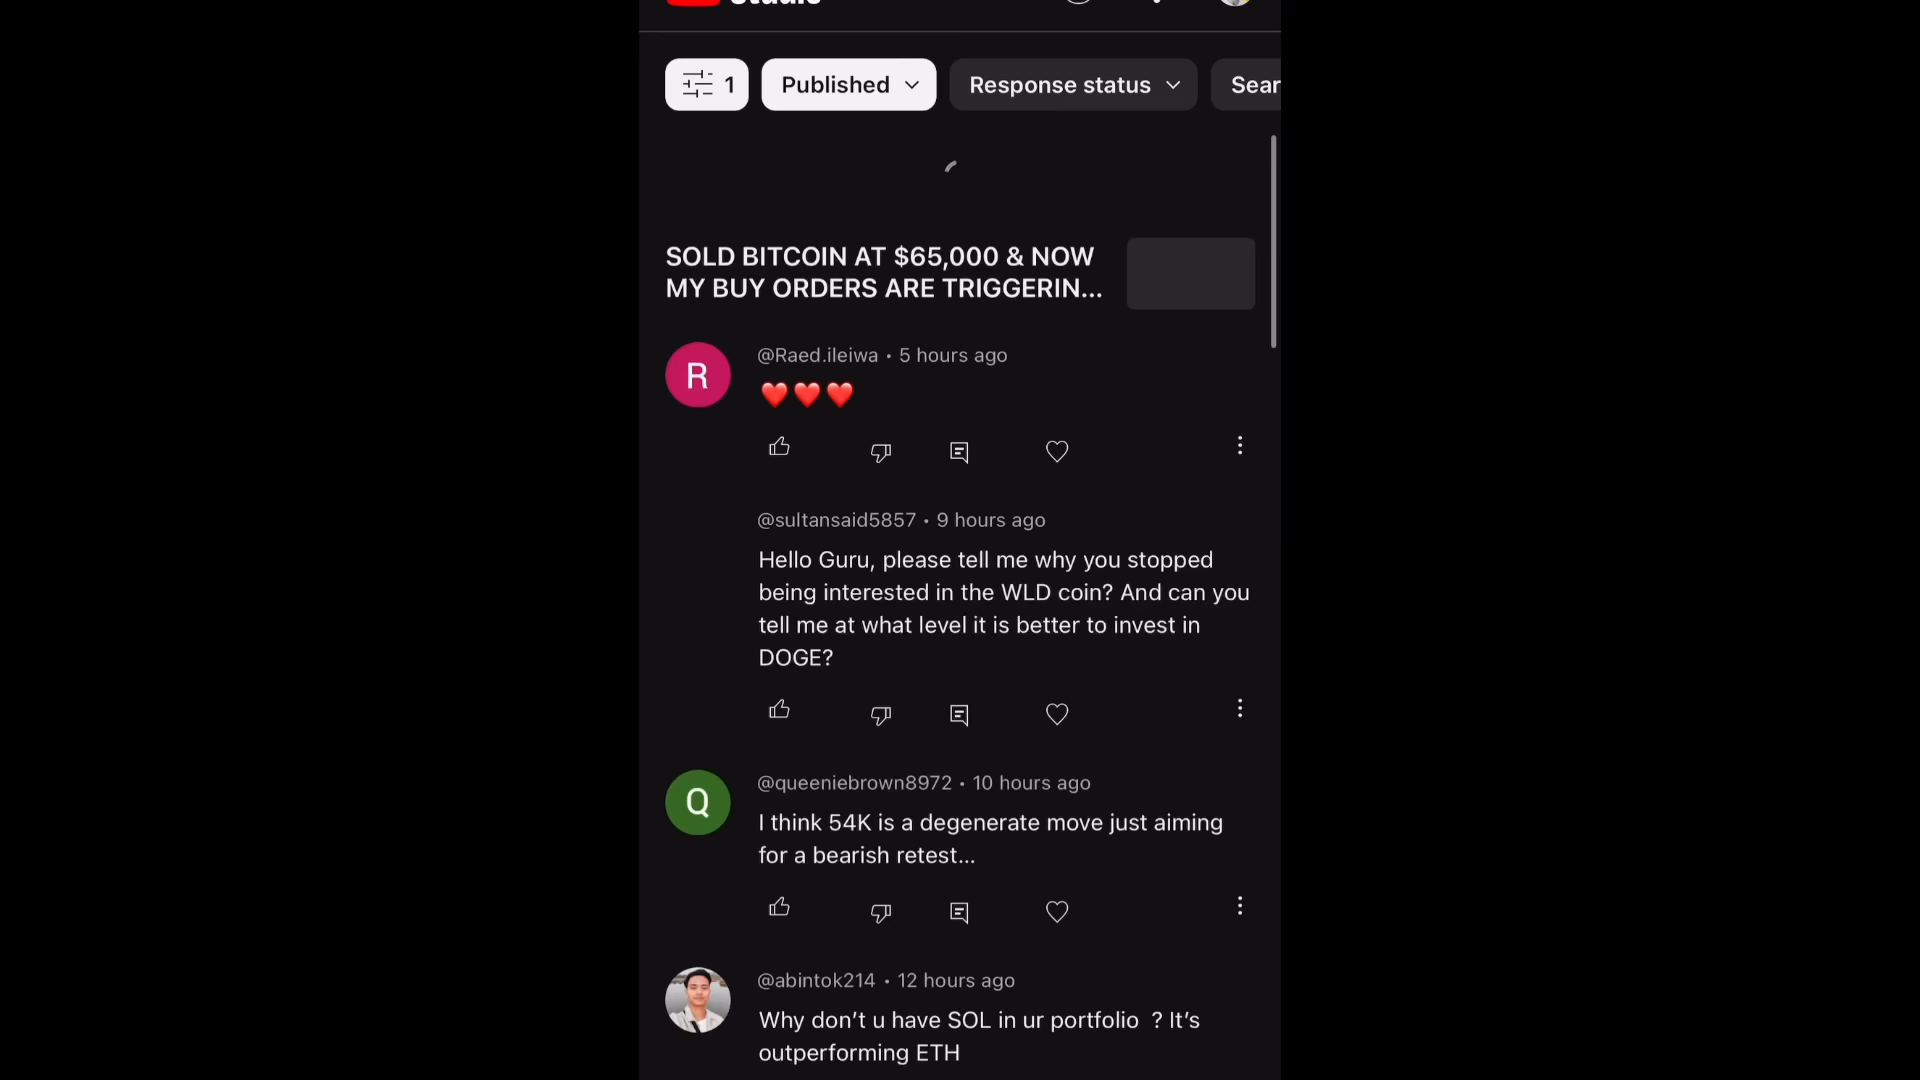 Studio
1
Published
Response status
Sear
SOLD BITCOIN AT $65,000 & NOW
MY BUY ORDERS ARE TRIGGERIN...
R
@Raed.ileiwa • 5 hours ago
❤️❤️❤️
@sultansaid5857 • 9 hours ago
Hello Guru, please tell me why you stopped
being interested in the WLD coin? And can you
tell me at what level it is better to invest in
DOGE?
Q
@queeniebrown8972 • 10 hours ago
I think 54K is a degenerate move just aiming
for a bearish retest...
@abintok214 • 12 hours ago
Why don’t u have SOL in ur portfolio  ? It’s
outperforming ETH